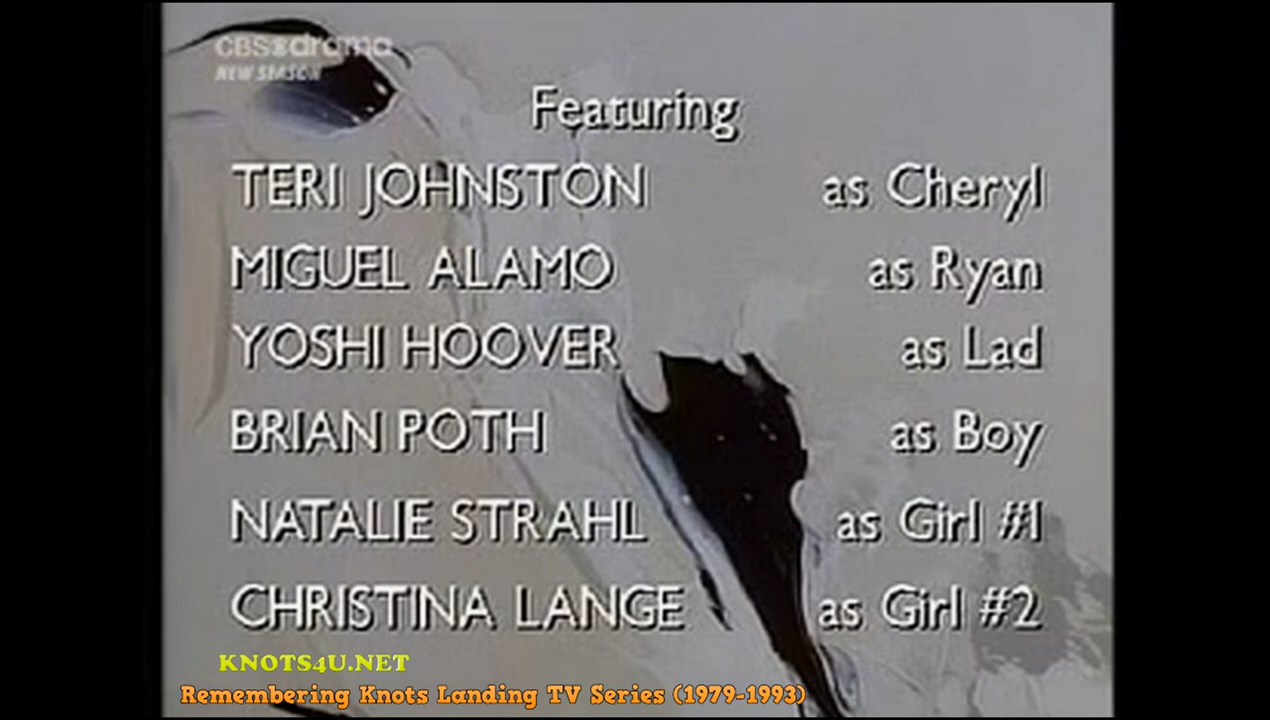 CBS drama
NEW SEASON
Featuring
TERI JOHNSTON as Cheryl
MIGUEL ALAMO as Ryan
YOSHI HOOVER as Lad
BRIAN POTH as Boy
NATALIE STRAHL as Girl #1
CHRISTINA LANGE as Girl #2
KNOTS4U.NET
Remembering Knots Landing TV Series (1979-1993)